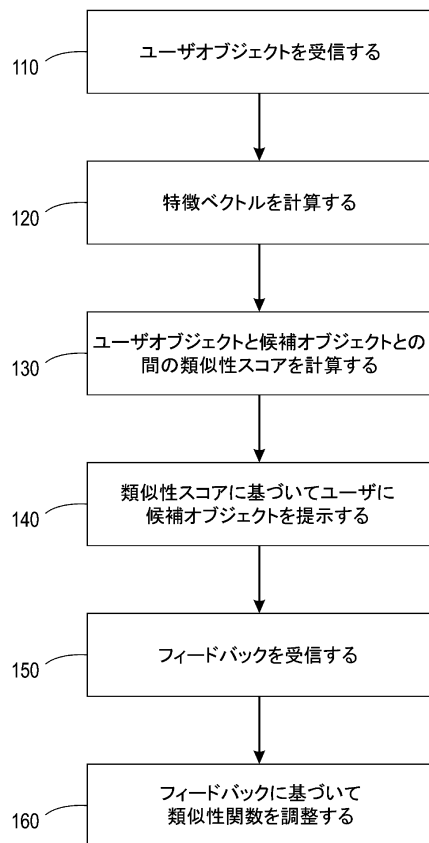 110
ユーザオブジェクトを受信する
120
特徴ベクトルを計算する
130
ユーザオブジェクトと候補オブジェクトとの
間の類似性スコアを計算する
140
類似性スコアに基づいてユーザに
候補オブジェクトを提示する
150
フィードバックを受信する
160
フィードバックに基づいて
類似性関数を調整する